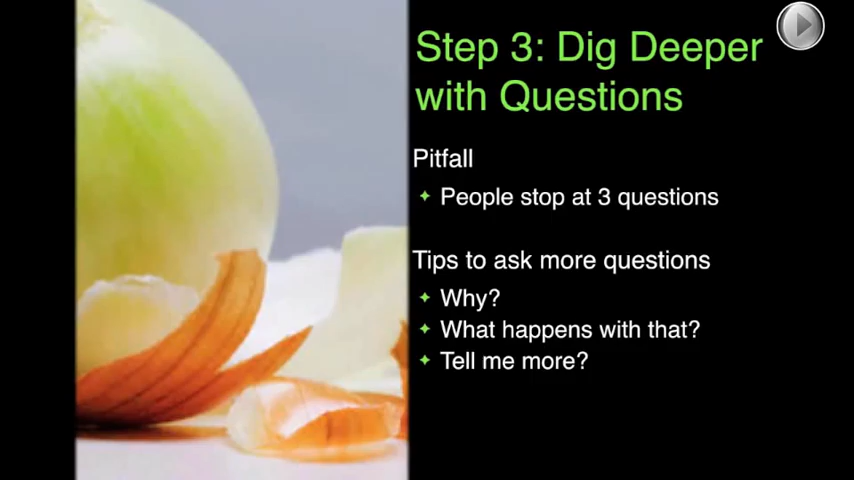 Step 3: Dig Deeper
with Questions
Pitfall
People stop at 3 questions
Tips to ask more questions
Why?
What happens with that?
Tell me more?